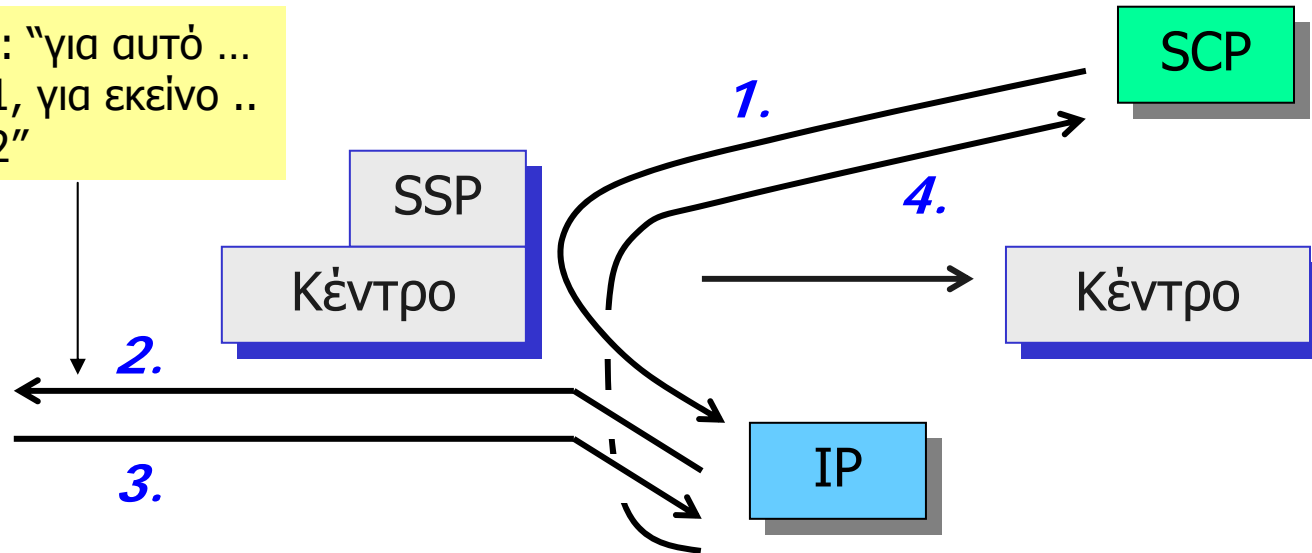 : “για αυτό …
1, για εκείνο ..
2”
SCP
1.
SSP
4.
Κέντρο
Κέντρο
2.
IP
3.